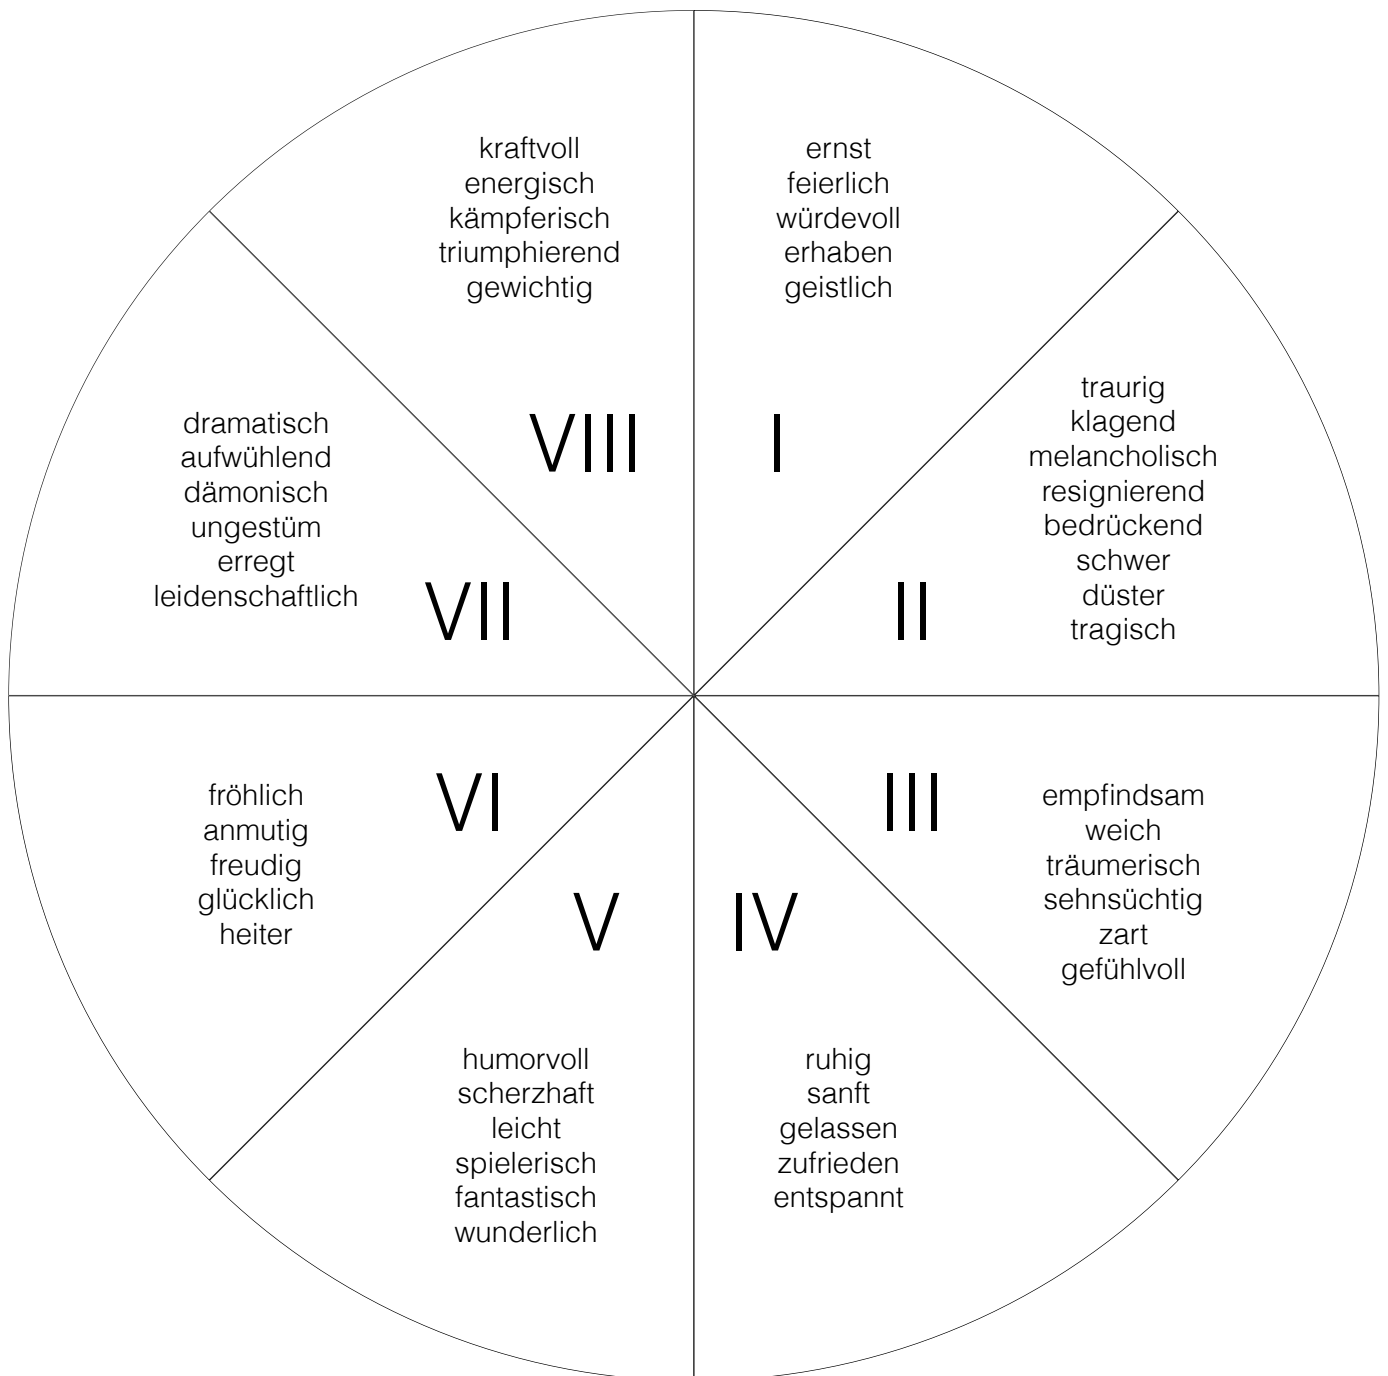 ernst
feierlich
würdevoll
erhaben
geistlich
I
traurig
klagend
melancholisch
resignierend
bedrückend
schwer
düster
tragisch
II
empfindsam
weich
träumerisch
sehnsüchtig
zart
gefühlvoll
III
ruhig
sanft
gelassen
zufrieden
entspannt
IV
humorvoll
scherzhaft
leicht
spielerisch
fantastisch
wunderlich
V
fröhlich
anmutig
freudig
glücklich
heiter
VI
dramatisch
aufwühlend
dämonisch
ungestüm
erregt
leidenschaftlich
VII
kraftvoll
energisch
kämpferisch
triumphierend
gewichtig
VIII